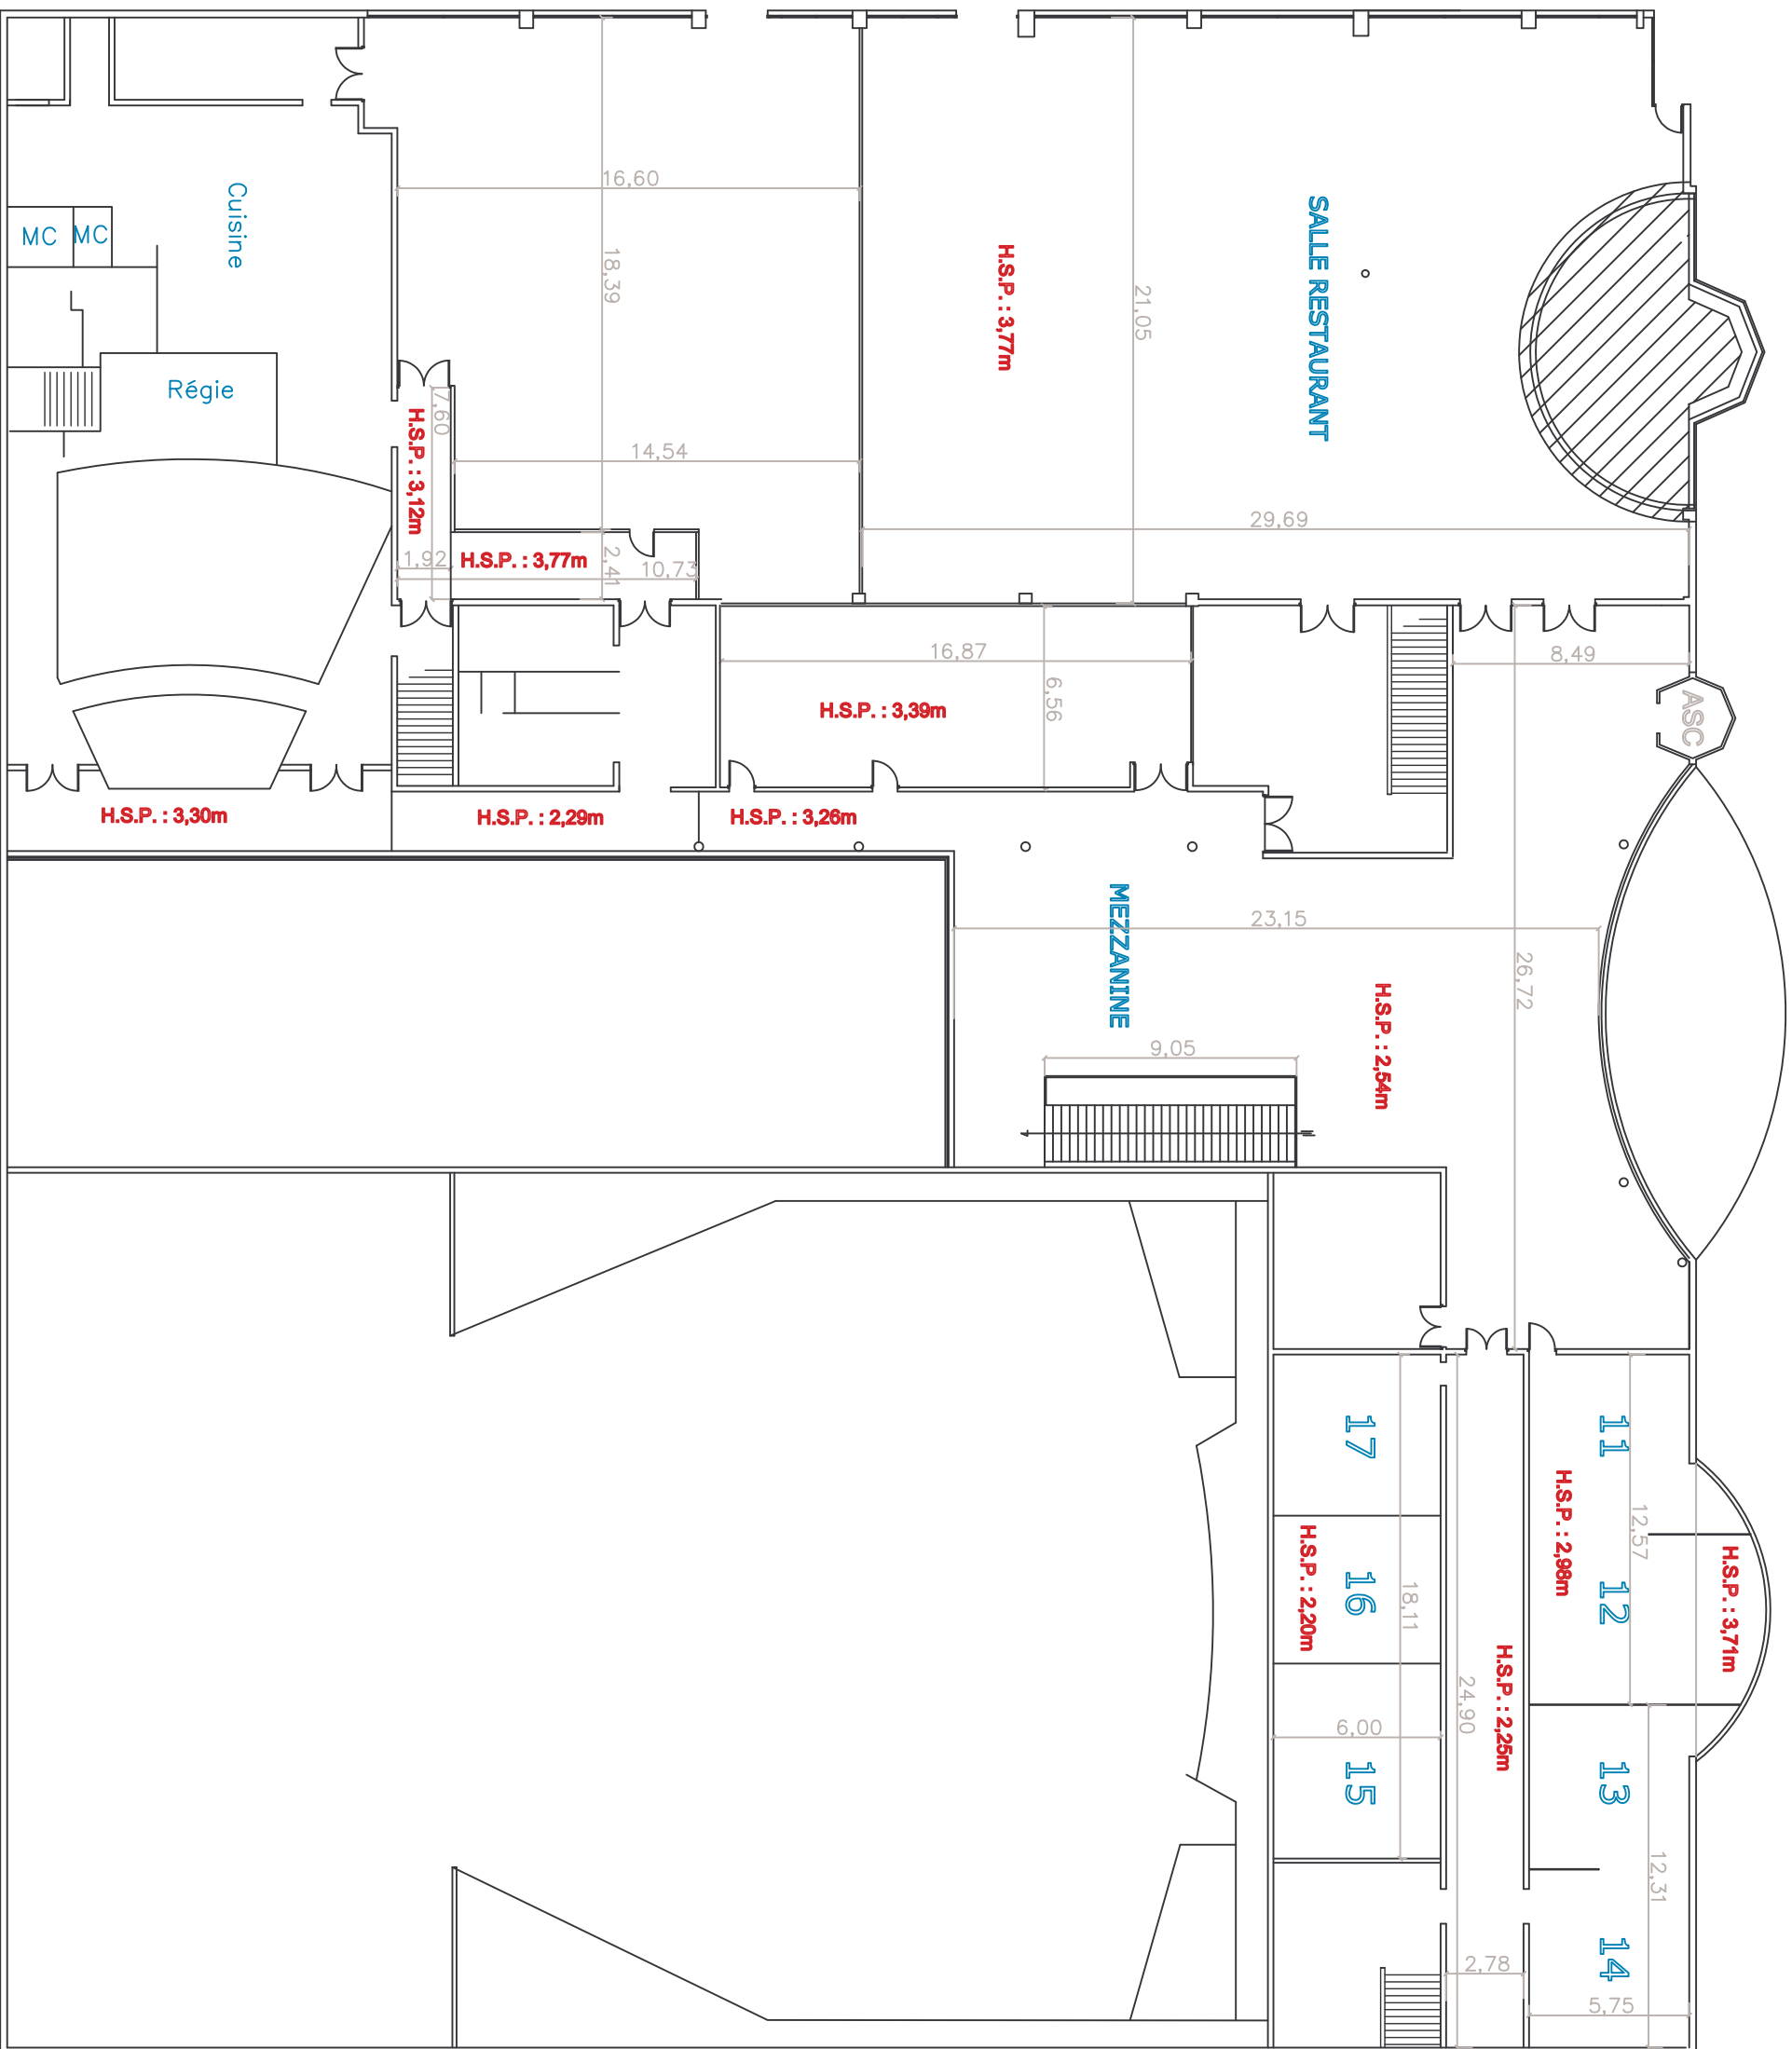 16,60
Cuisine
MC
MC
SALLE RESTAURANT
18,39
H.S.P. : 3,77m
21,05
Régie
7,60
H.S.P. : 3,12m
14,54
29,69
1,92
H.S.P. : 3,77m
2,41
10,73
16,87
8,49
6,56
H.S.P. : 3,39m
ASC
H.S.P. : 3,30m
H.S.P. : 2,29m
H.S.P. : 3,26m
MEZZANINE
23,15
26,72
H.S.P. : 2,54m
9,05
17
11
H.S.P. : 2,98m
12,57
H.S.P. : 3,71m
16
H.S.P. : 2,20m
18,11
12
H.S.P. : 2,25m
24,90
6,00
15
13
12,31
14
2,78
5,75